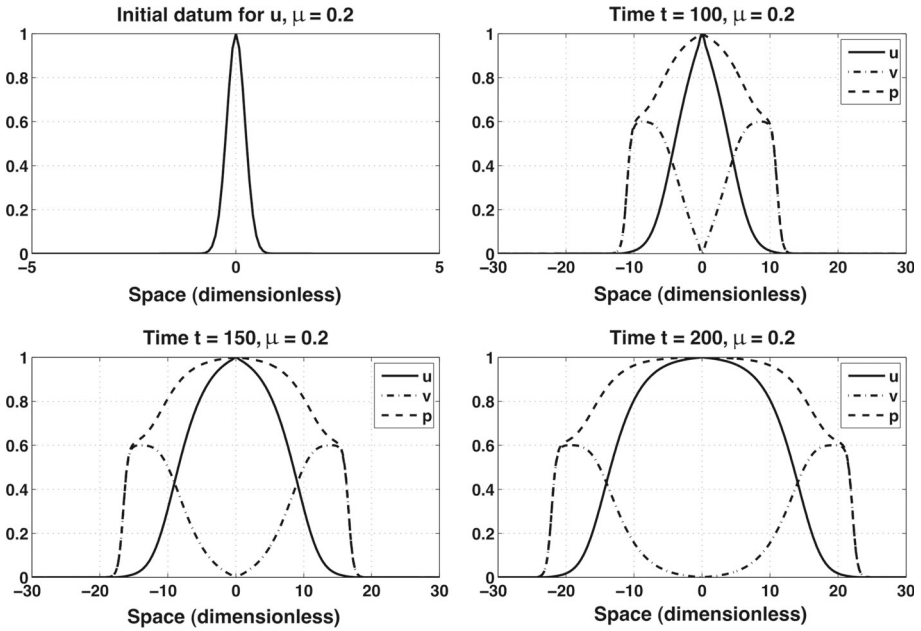 Initial datum for u, μ = 0.2
1
0.8
0.6
0.4
0.2
0
−5
0
5
Space (dimensionless)
Time t = 100, μ = 0.2
1
0.8
0.6
0.4
0.2
0
−30
−20
−10
0
10
20
30
u
v
p
Space (dimensionless)
Time t = 150, μ = 0.2
1
0.8
0.6
0.4
0.2
0
−30
−20
−10
0
10
20
30
u
v
p
Space (dimensionless)
Time t = 200, μ = 0.2
1
0.8
0.6
0.4
0.2
0
−30
−20
−10
0
10
20
30
u
v
p
Space (dimensionless)